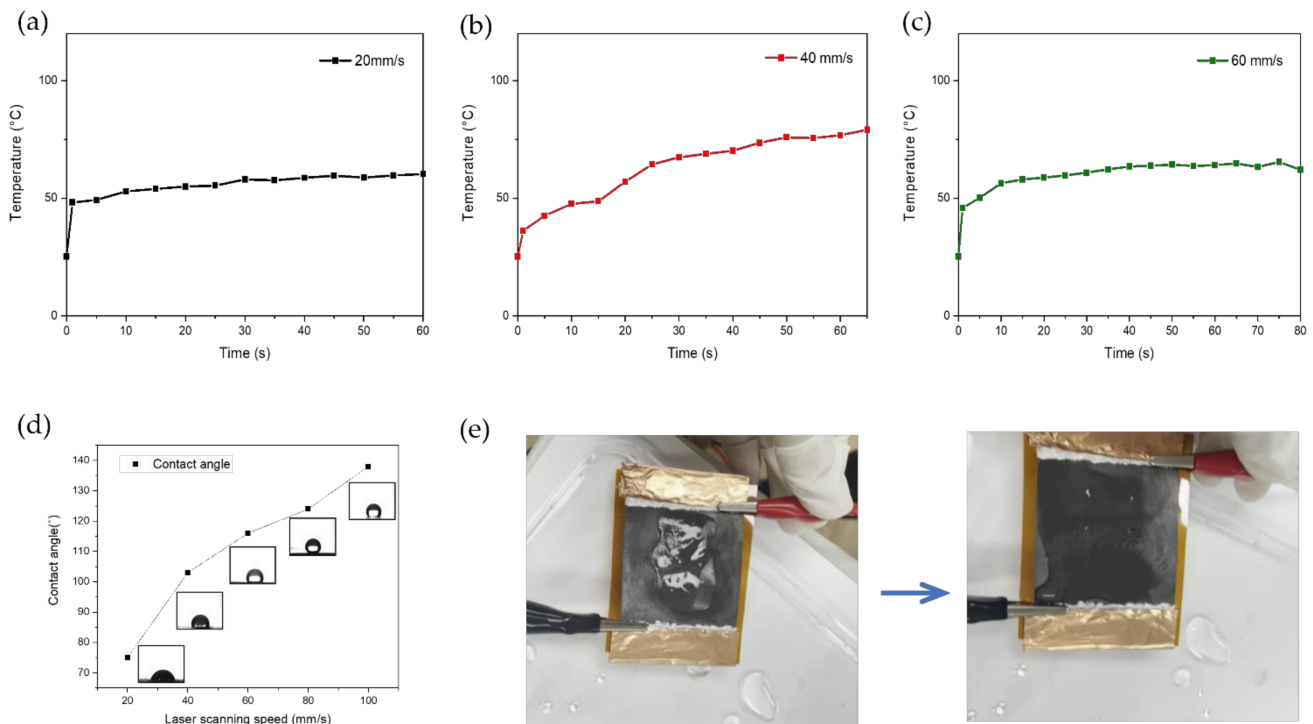 (a)
20mm/s
100
50
0
Temperature (°C)
0 10 20 30 40 50 60
Time (s)
(b)
40 mm/s
100
50
0
Temperature (°C)
0 10 20 30 40 50 60
Time (s)
(c)
60 mm/s
100
50
0
Temperature (°C)
0 10 20 30 40 50 60 70 80
Time (s)
(d)
Contact angle
140
130
120
110
100
90
80
70
Contact angle(°)
20 40 60 80 100
Laser scanning speed (mm/s)
(e)